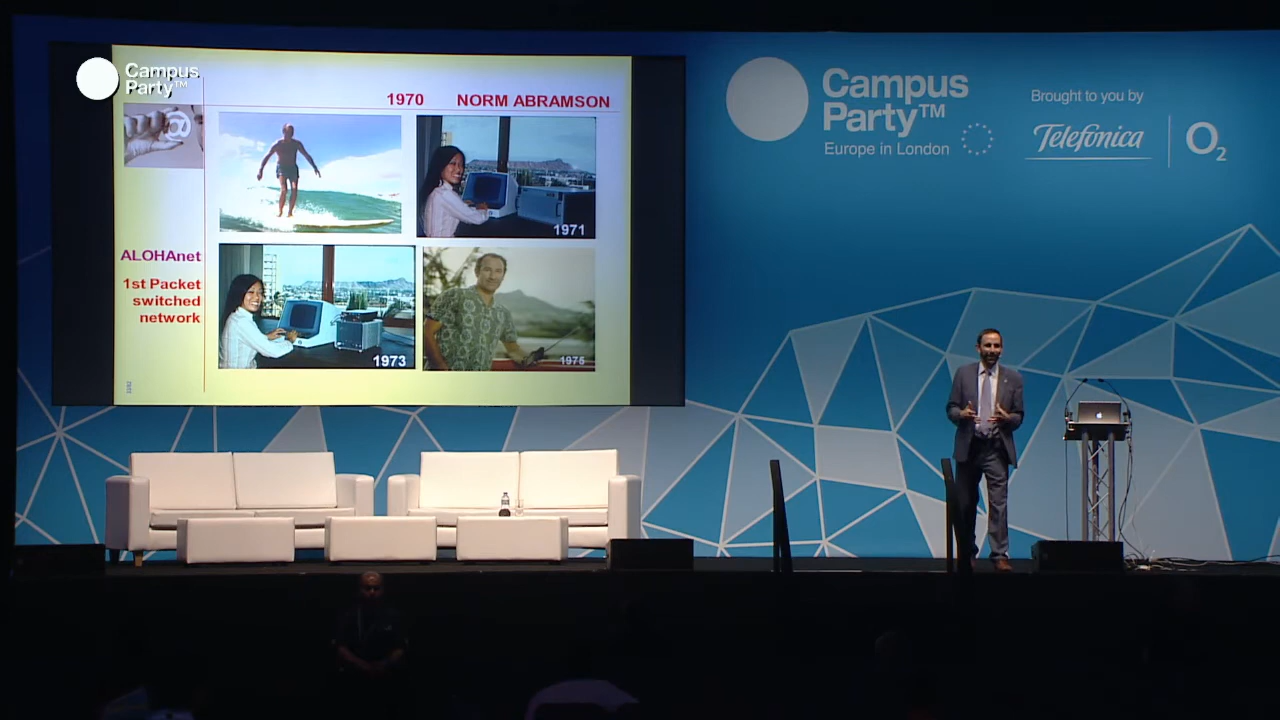 Campus
Party™
1970
NORM ABRAMSON
@
1971
ALOHAnet
1st Packet
switched
network
1973
1975
Campus
Party™
Europe in London
Brought to you by
Telefónica
O2